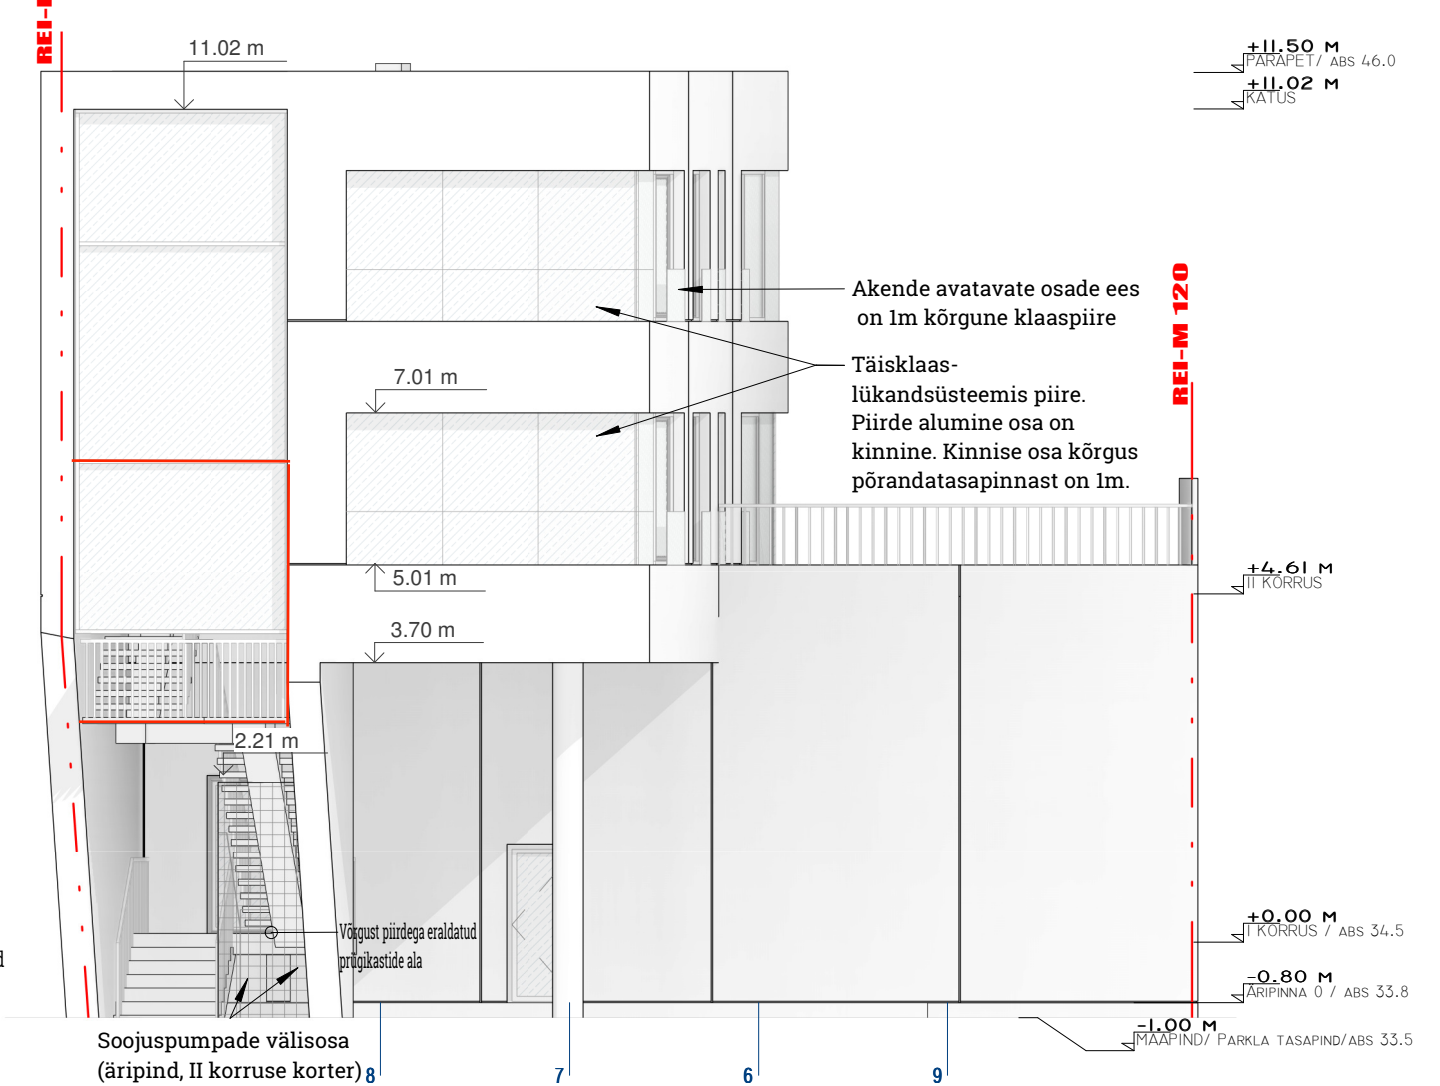 REI-
11.02 m
+11.50 M
PARAPET/ ABS 46.0
+11.02 M
KATUS
REI-M 120
Akende avatavate osade ees
on 1m kõrgune klaaspiire
Täisklaas-
lükandsüsteemis piire.
Piirde alumine osa on
kinnine. Kinnise osa kõrgus
põrandatasapinnast on 1m.
7.01 m
5.01 m
+4.61 M
II KORRUS
3.70 m
2.21 m
Võrgust piirdega eraldatud
prügikastide ala
+0.00 M
I KORRUS / ABS 34.5
d
-0.80 M
ÄRIPINNA 0 / ABS 33.8
-1.00 M
MAAPIND/ PARKLA TASAPIND/ABS 33.5
Soojuspumpade välisosa
(äripind, II korruse korter)
8
7
6
9